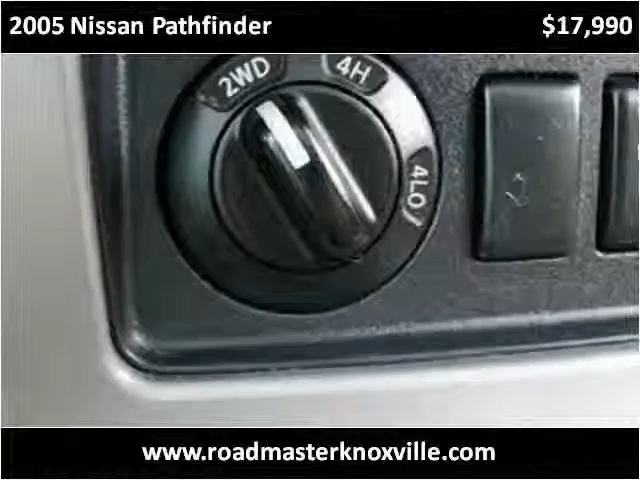 2005 Nissan Pathfinder $17,990
2WD 4H
4LO
www.roadmasterknoxville.com